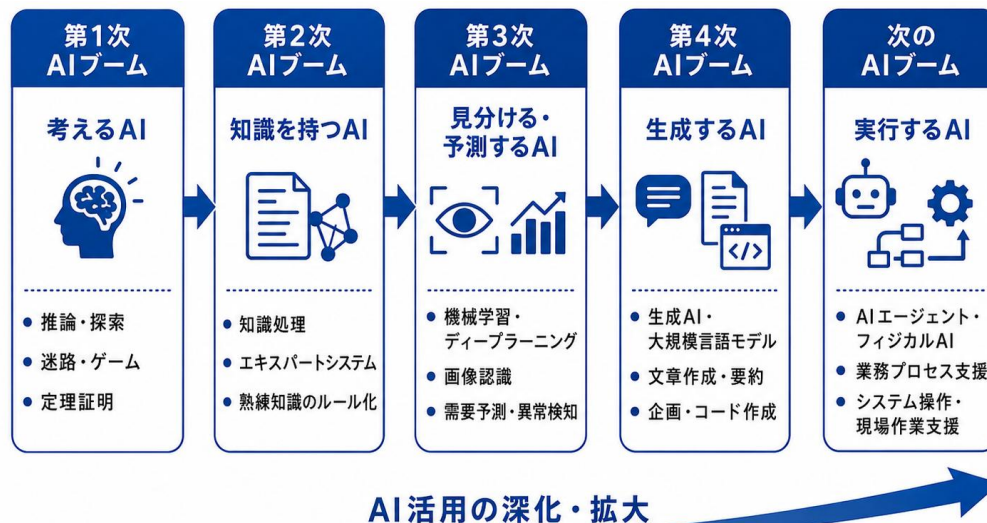 第1次
AIブーム
考えるAI
推論・探索
迷路・ゲーム
定理証明
第2次
AIブーム
知識を持つAI
知識処理
エキスパートシステム
熟練知識のルール化
第3次
AIブーム
見分ける・
予測するAI
機械学習・
ディープラーニング
画像認識
需要予測・異常検知
第4次
AIブーム
生成するAI
</>
生成AI・
大規模言語モデル
文章作成・要約
企画・コード作成
次の
AIブーム
実行するAI
AIエージェント・
フィジカルAI
業務プロセス支援
システム操作・
現場作業支援
AI活用の深化・拡大